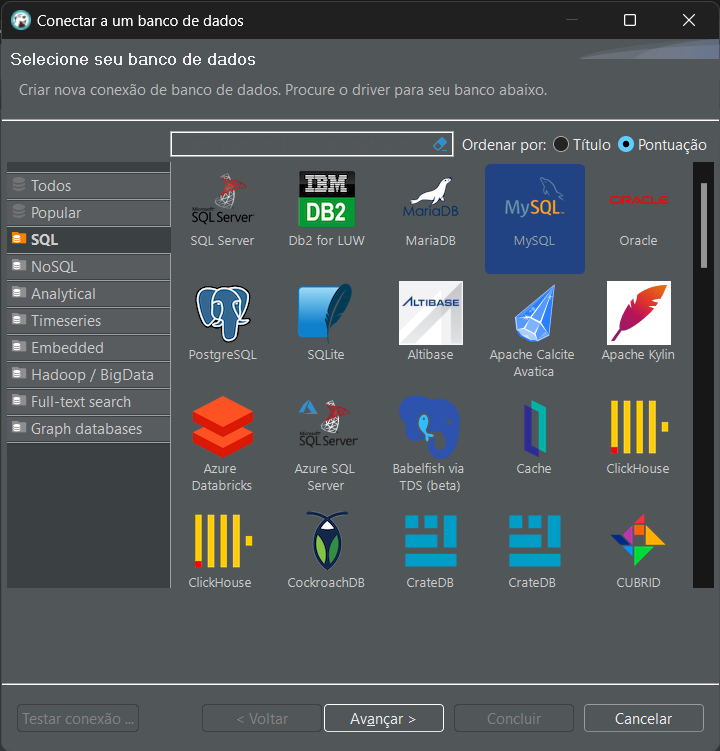 Conectar a um banco de dados
Selecione seu banco de dados
Criar nova conexão de banco de dados. Procure o driver para seu banco abaixo.
Ordenar por: Título Pontuação
Todos
Popular
SQL
NoSQL
Analytical
Timeseries
Embedded
Hadoop / BigData
Full-text search
Graph databases
Microsoft
SQL Server
IBM
DB2
MariaDB
MySQL
ORACLE
SQL Server
Db2 for LUW
MariaDB
MySQL
Oracle
ALTIBASE
PostgreSQL
SQLite
Altibase
Apache Calcite
Avatica
Apache Kylin
Microsoft
SQL Server
Azure
Databricks
Azure SQL
Server
Babelfish via
TDS (beta)
Cache
ClickHouse
ClickHouse
CockroachDB
CrateDB
CrateDB
CUBRID
Testar conexão ...
< Voltar
Avançar >
Concluir
Cancelar